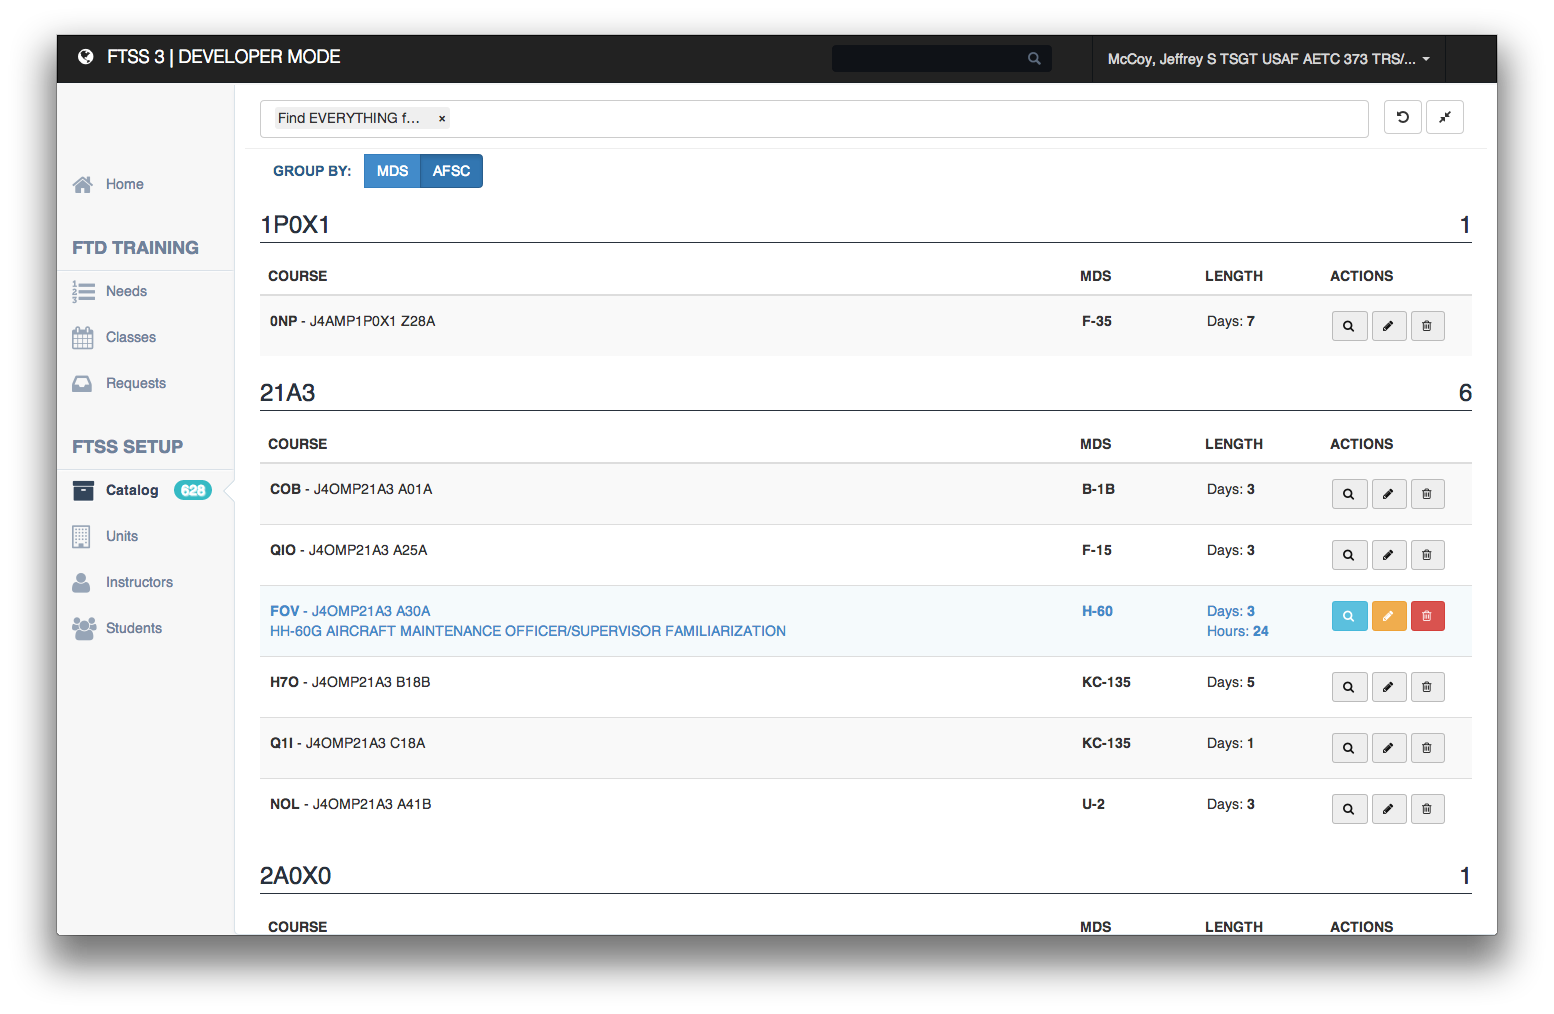 FTSS 3 | DEVELOPER MODE
McCoy, Jeffrey S TSGT USAF AETC 373 TRS/...
Find EVERYTHING f... ×
GROUP BY: MDS AFSC
Home
FTD TRAINING
Needs
Classes
Requests
FTSS SETUP
Catalog 628
Units
Instructors
Students
1P0X1 1
COURSE MDS LENGTH ACTIONS
0NP - J4AMP1P0X1 Z28A F-35 Days: 7
21A3 6
COURSE MDS LENGTH ACTIONS
COB - J4OMP21A3 A01A B-1B Days: 3
QIO - J4OMP21A3 A25A F-15 Days: 3
FOV - J4OMP21A3 A30A H-60 Days: 3
HH-60G AIRCRAFT MAINTENANCE OFFICER/SUPERVISOR FAMILIARIZATION Hours: 24
H7O - J4OMP21A3 B18B KC-135 Days: 5
Q1I - J4OMP21A3 C18A KC-135 Days: 1
NOL - J4OMP21A3 A41B U-2 Days: 3
2A0X0 1
COURSE MDS LENGTH ACTIONS